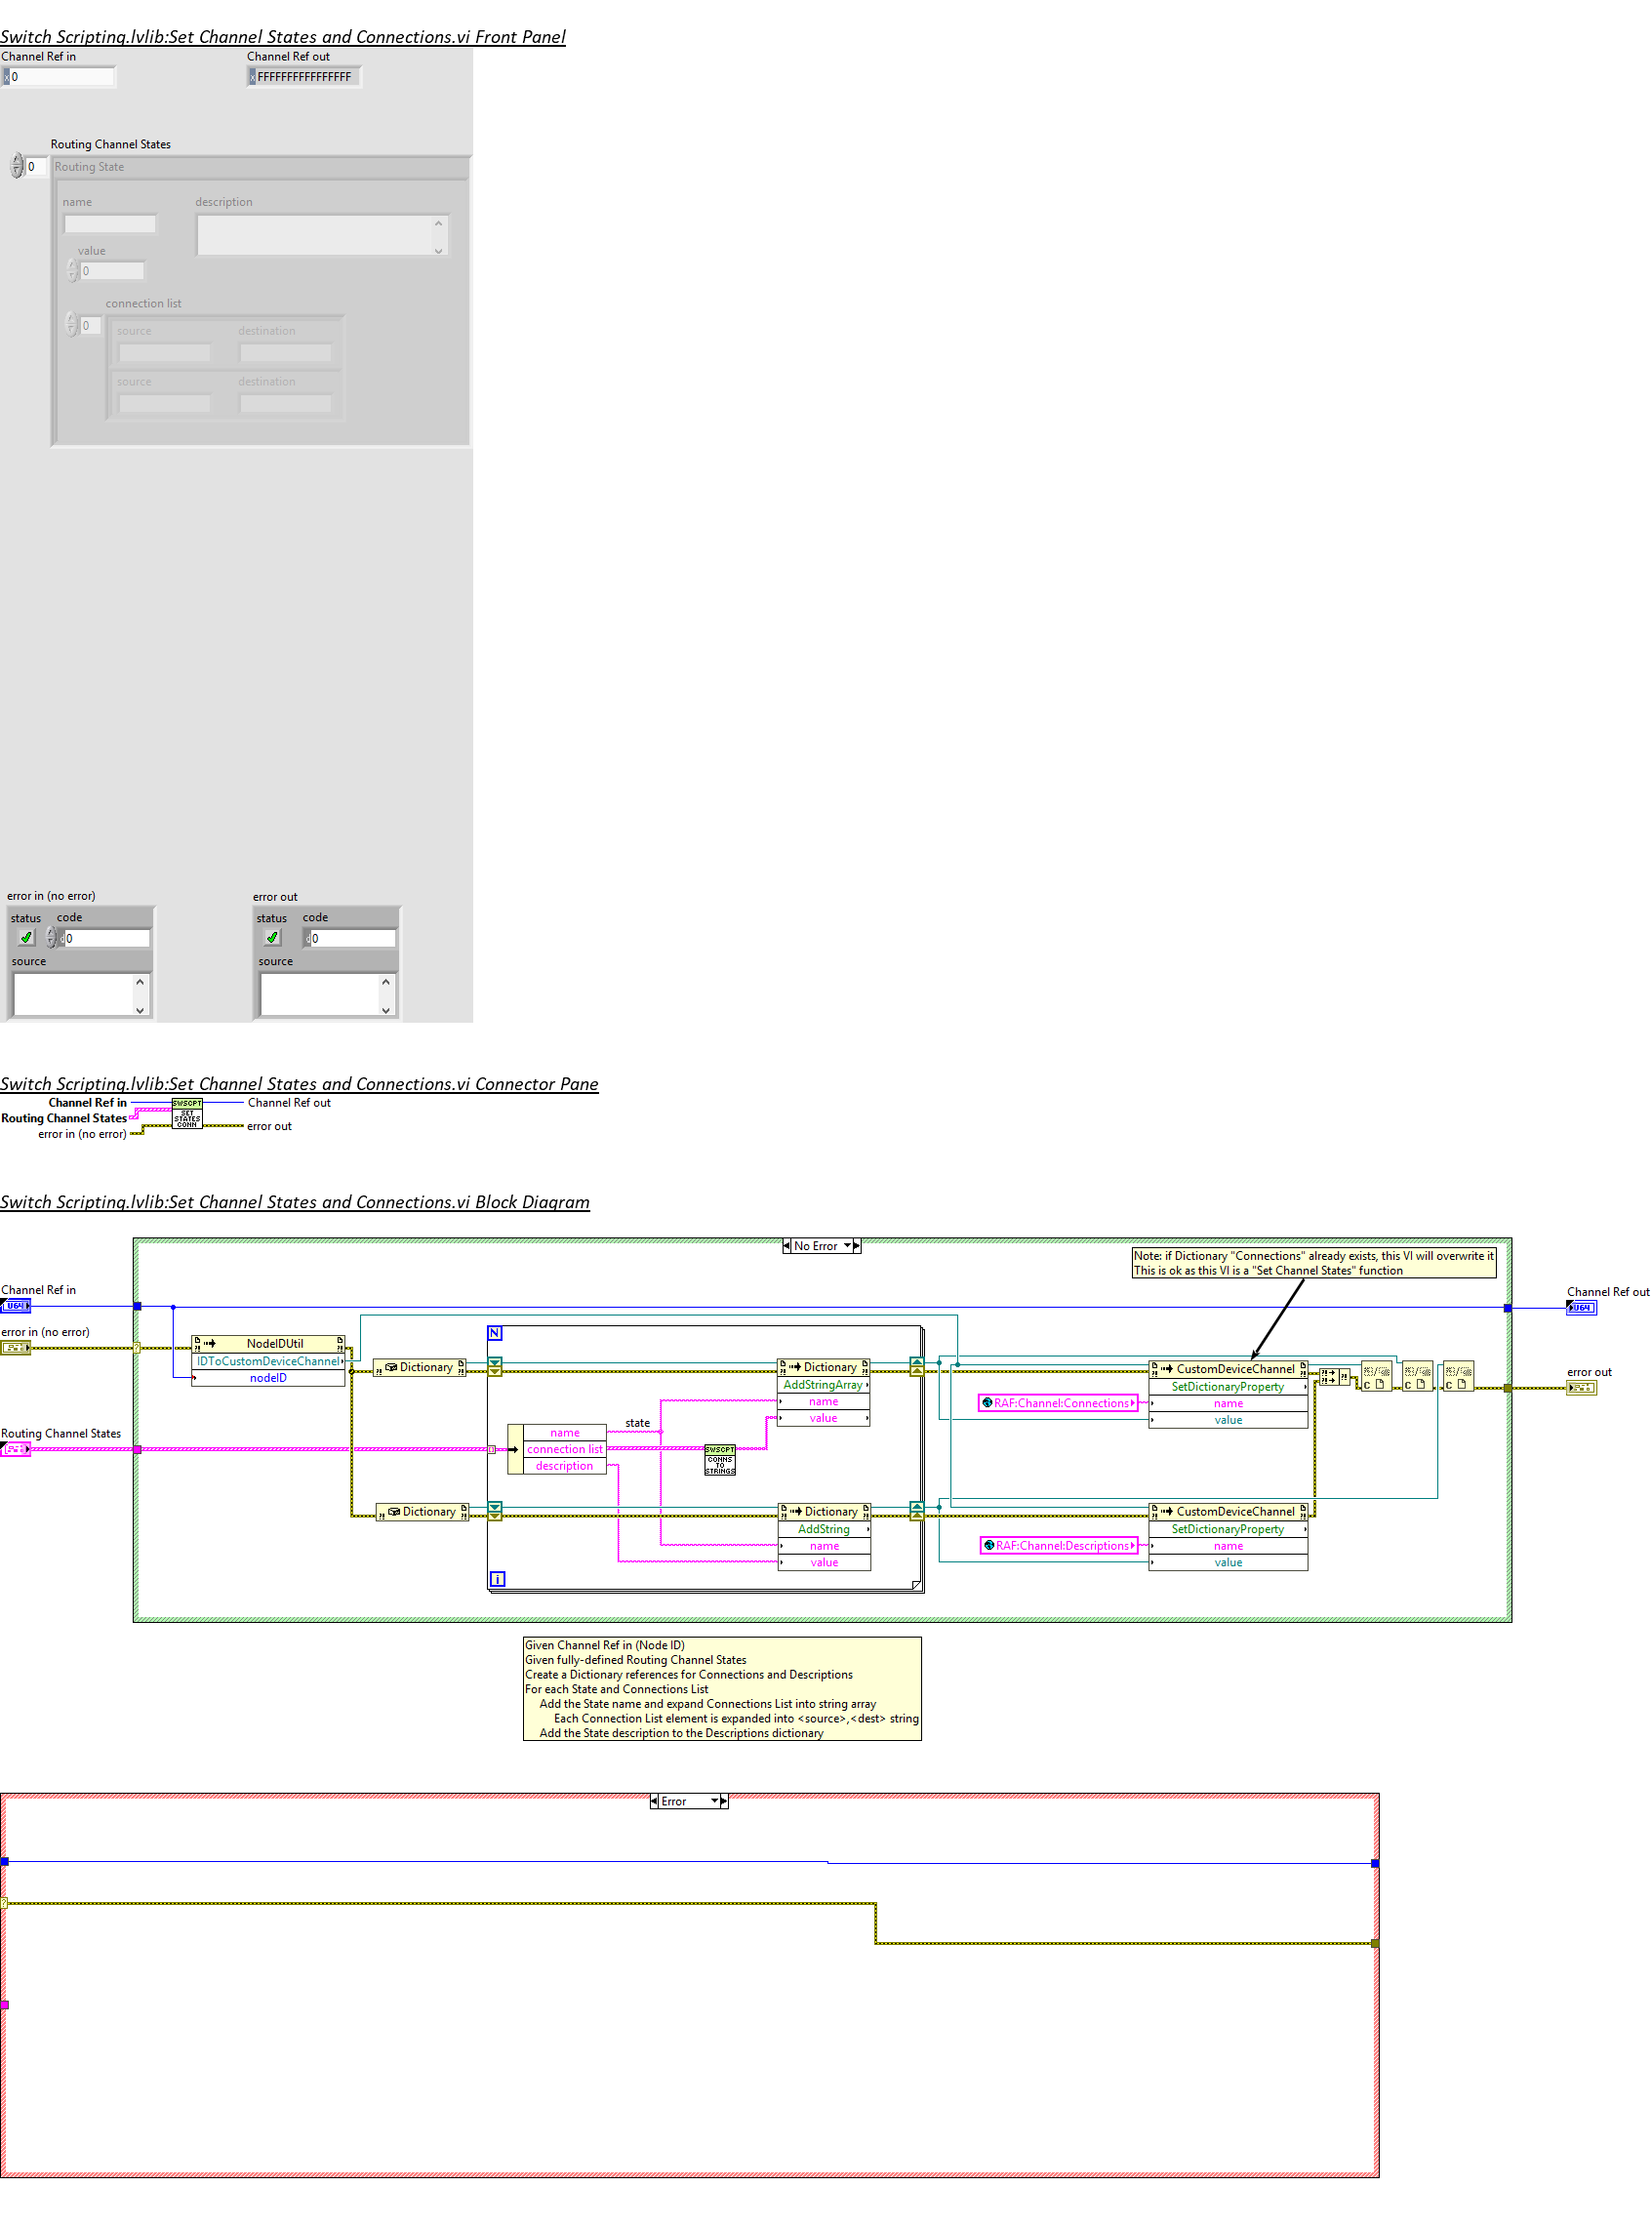 Switch Scripting.lvlib:Set Channel States and Connections.vi Front Panel
Channel Ref in
Channel Ref out
x 0
x FFFFFFFFFFFFFFFF
Routing Channel States
0
Routing State
name
description
value
0
connection list
0
source
destination
source
destination
error in (no error)
error out
status
code
status
code
d 0
d 0
source
source
Switch Scripting.lvlib:Set Channel States and Connections.vi Connector Pane
Channel Ref in
SWSCPT
Channel Ref out
Routing Channel States
SET
STATES
CONN
error in (no error)
error out
Switch Scripting.lvlib:Set Channel States and Connections.vi Block Diagram
No Error
Note: if Dictionary "Connections" already exists, this VI will overwrite it
This is ok as this VI is a "Set Channel States" function
Channel Ref in
U64
Channel Ref out
U64
error in (no error)
NodeIDUtil
IDToCustomDeviceChannel
nodeID
N
Dictionary
Dictionary
AddStringArray
name
value
CustomDeviceChannel
SetDictionaryProperty
name
value
RAF:Channel:Connections
error out
C
C
C
Routing Channel States
state
name
connection list
description
SWSCPT
CONNS
TO
STRINGS
Dictionary
Dictionary
AddString
name
value
CustomDeviceChannel
SetDictionaryProperty
name
value
RAF:Channel:Descriptions
i
Given Channel Ref in (Node ID)
Given fully-defined Routing Channel States
Create a Dictionary references for Connections and Descriptions
For each State and Connections List
Add the State name and expand Connections List into string array
Each Connection List element is expanded into <source>,<dest> string
Add the State description to the Descriptions dictionary
Error